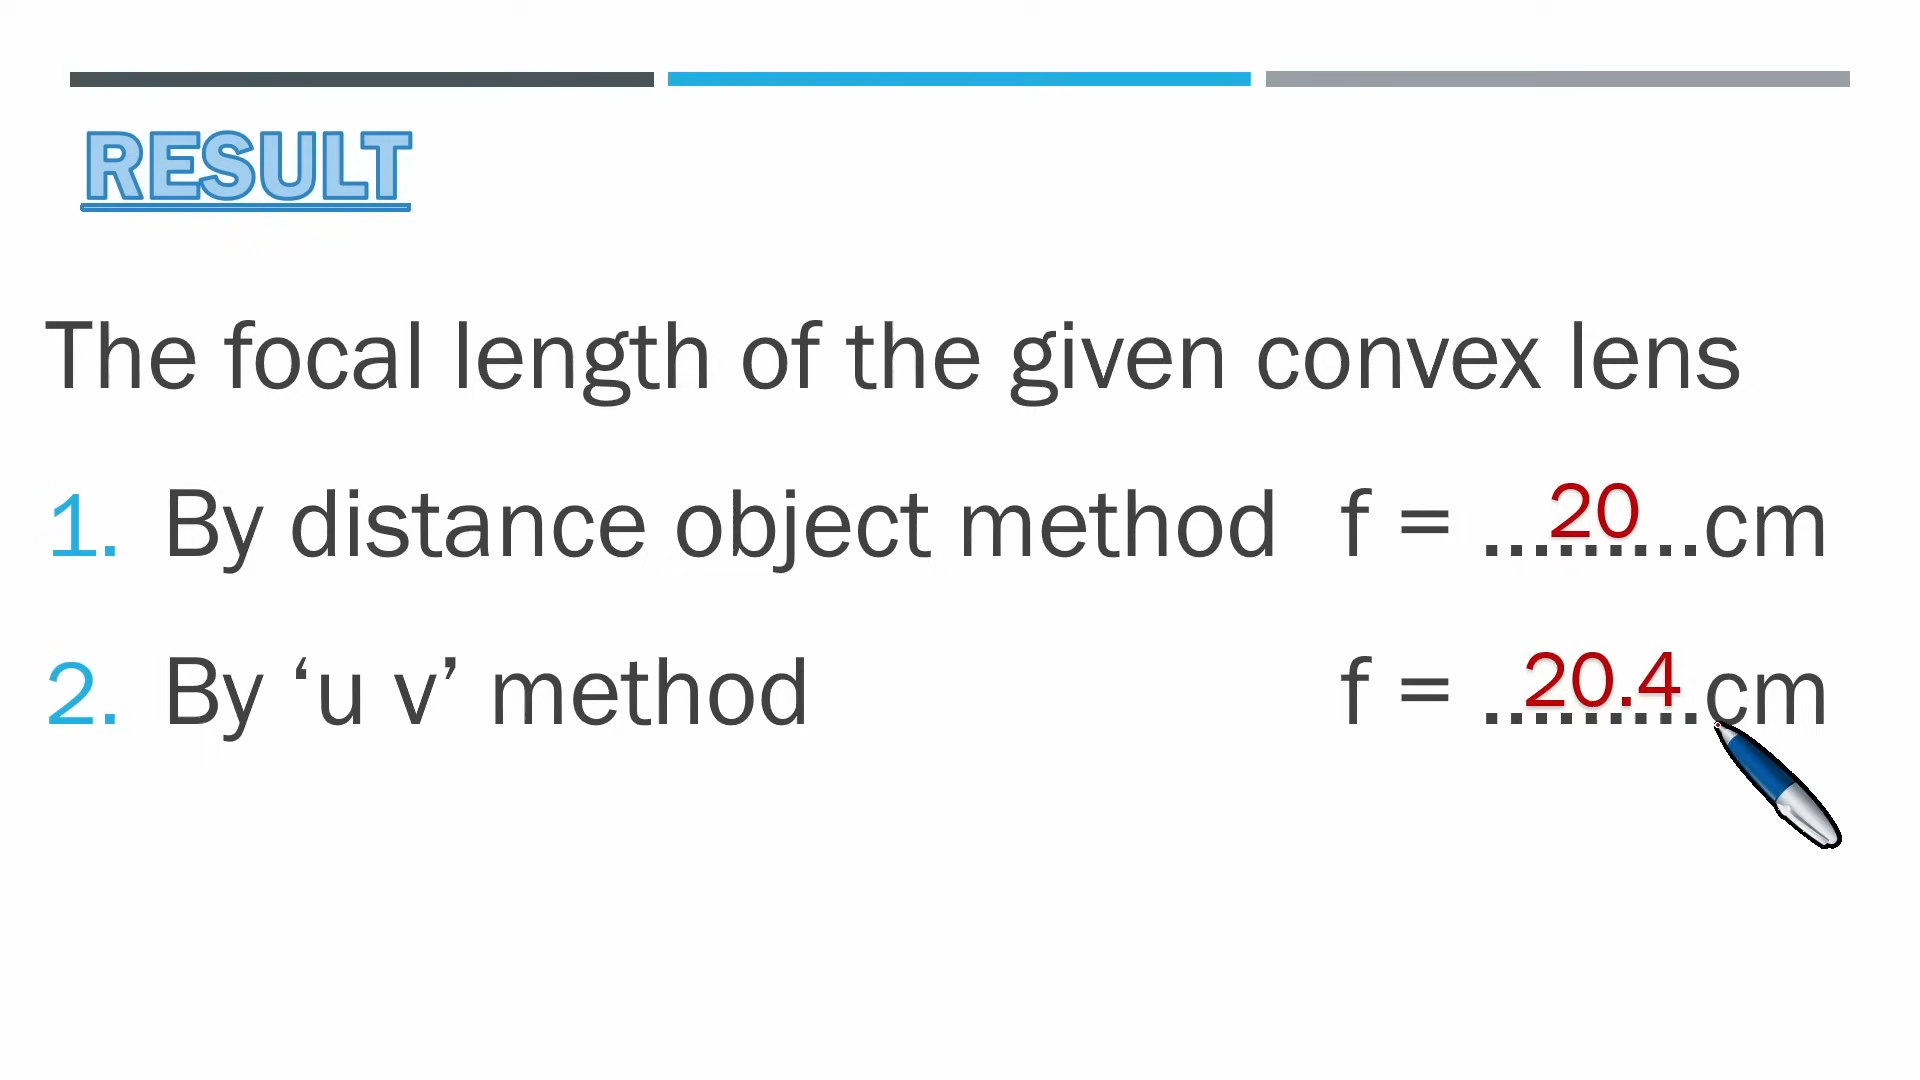 RESULT
The focal length of the given convex lens
1. By distance object method f = ...20...cm
2. By ‘u v’ method f = ...20.4...cm